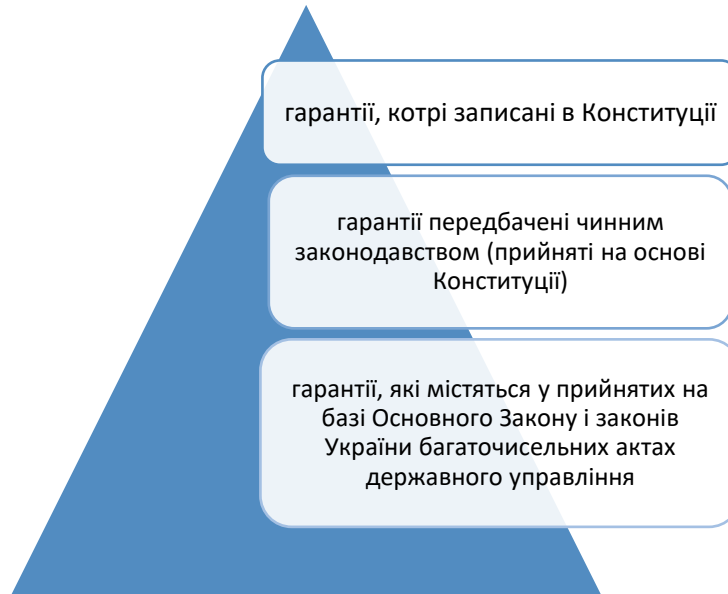 гарантії, котрі записані в Конституції
гарантії передбачені чинним
законодавством (прийняті на основі
Конституції)
гарантії, які містяться у прийнятих на
базі Основного Закону і законів
України багаточисельних актах
державного управління